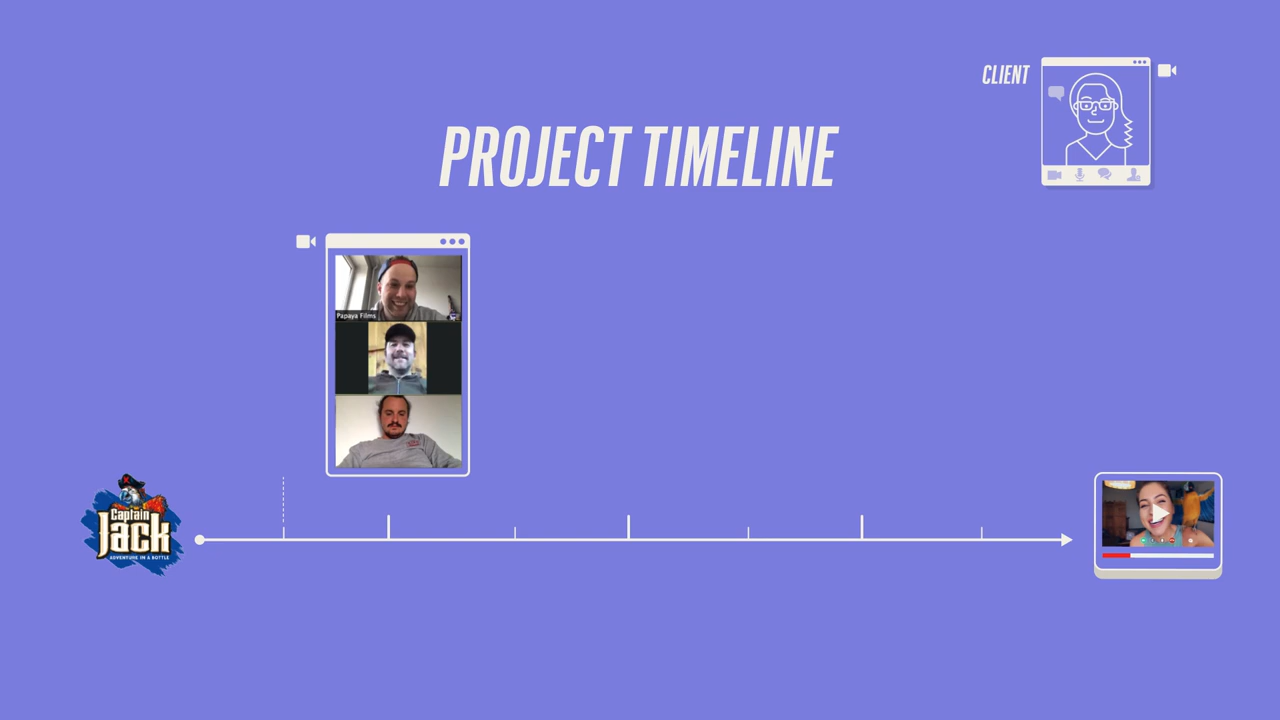 CLIENT
PROJECT TIMELINE
Papaya Films
Captain
Jack
ADVENTURE IN A BOTTLE